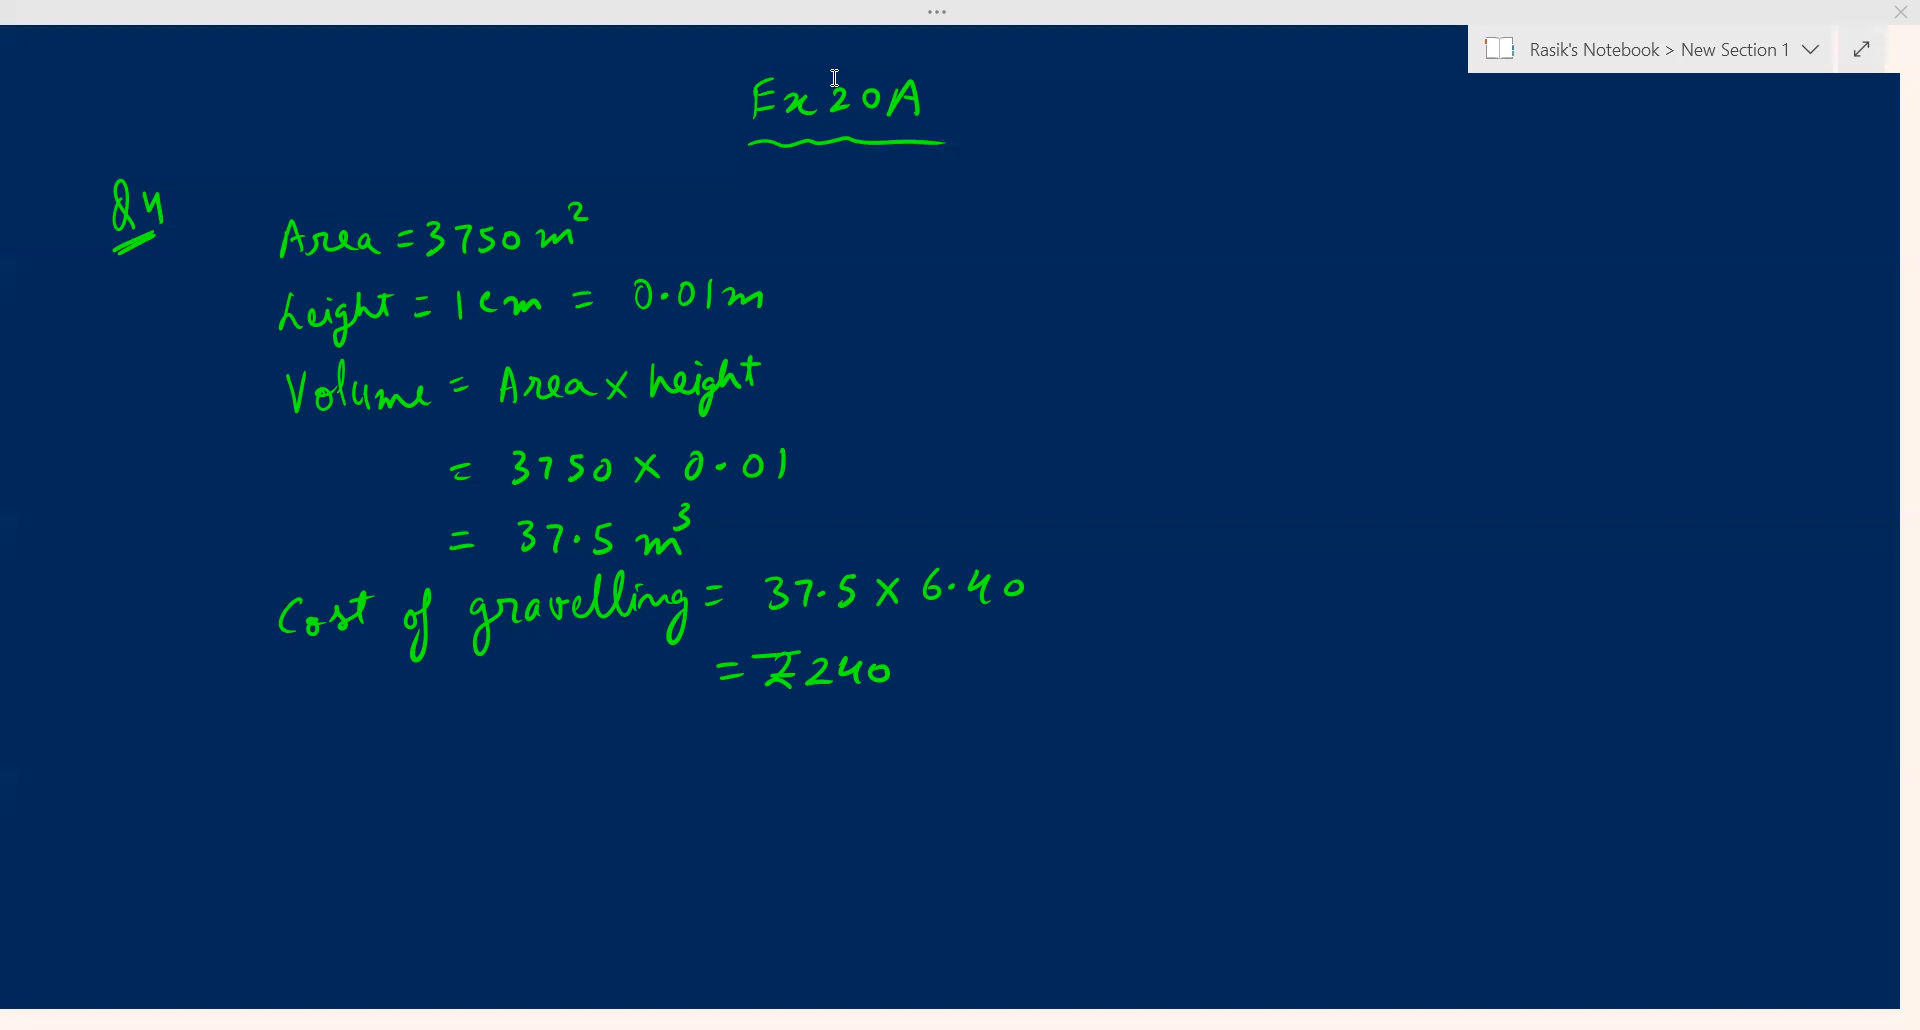 Rasik's Notebook > New Section 1
Ex 20A
Q4
Area = 3750 m²
height = 1 cm = 0.01 m
Volume = Area x height
= 3750 x 0.01
= 37.5 m³
Cost of gravelling = 37.5 x 6.40
= ₹240